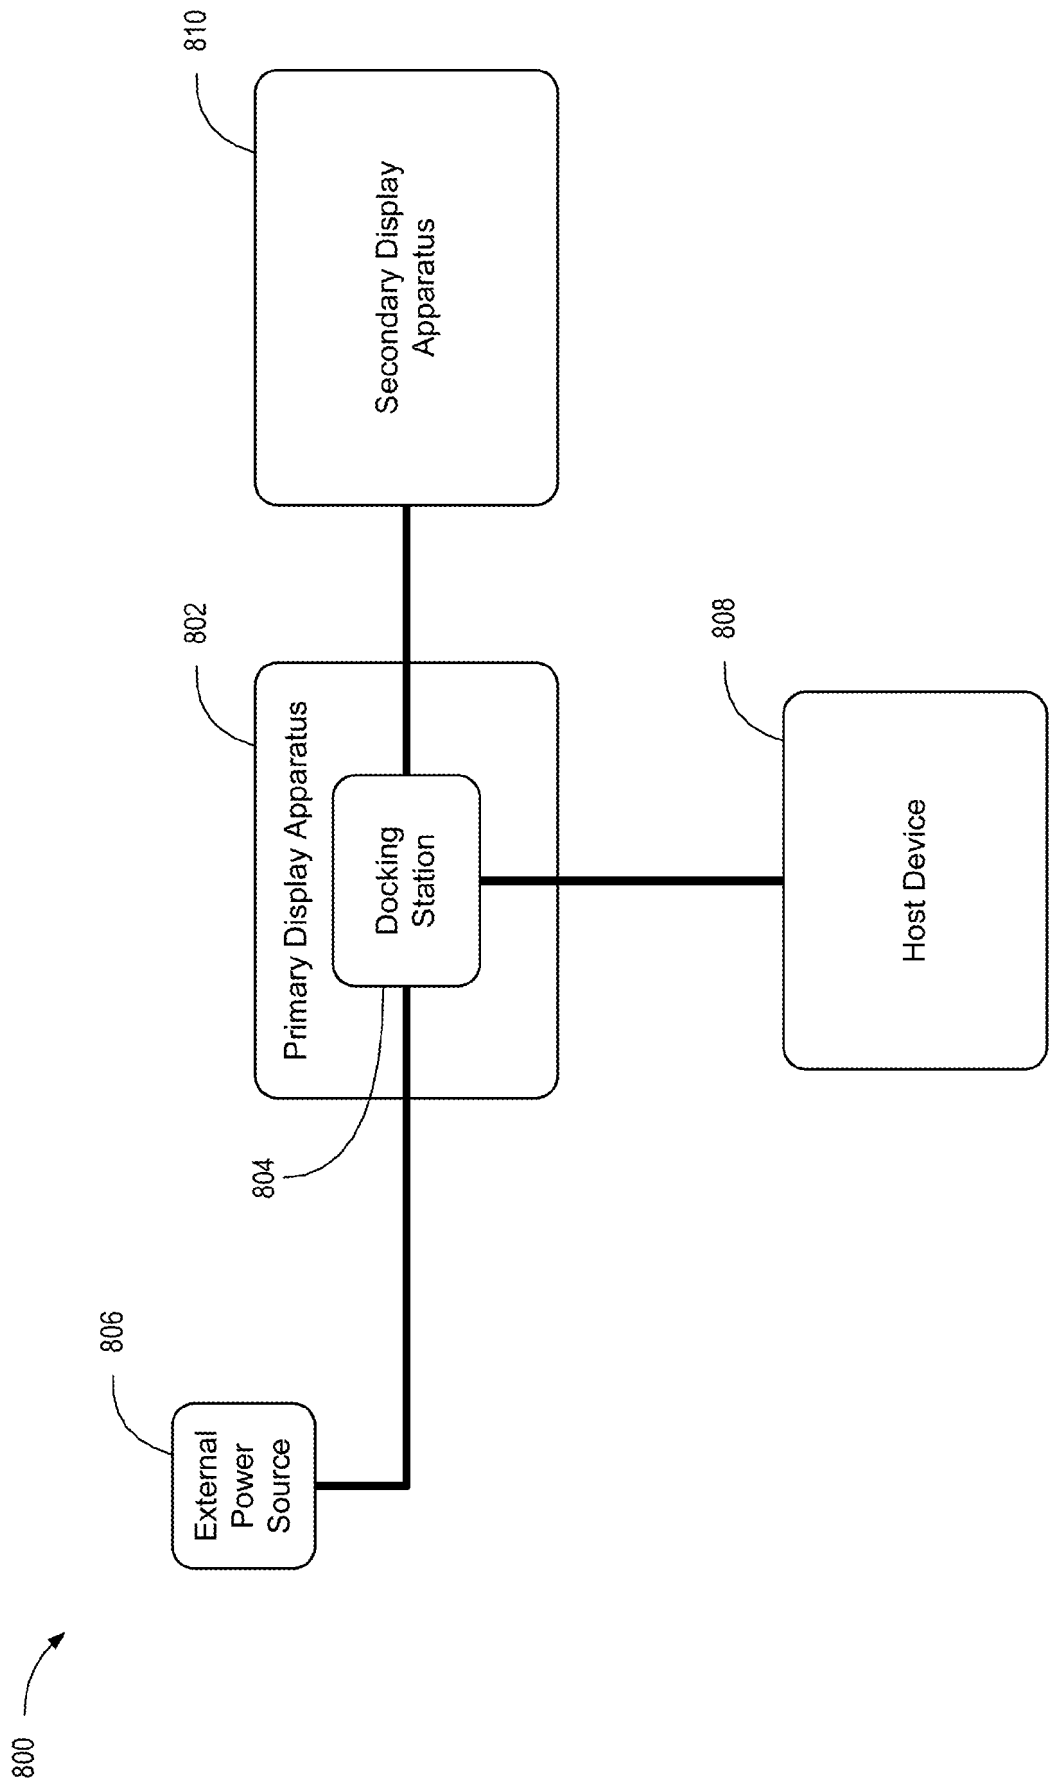 800
806
External
Power
Source
804
802
Primary Display Apparatus
Docking
Station
810
Secondary Display
Apparatus
808
Host Device